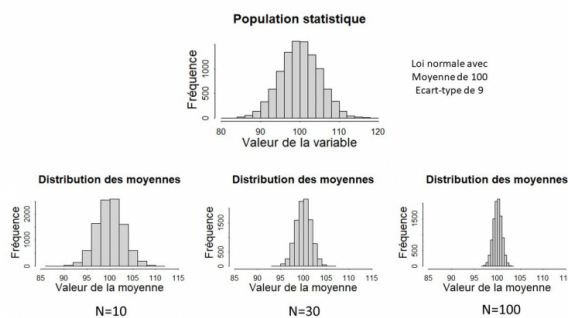 Population statistique
Fréquence
0 500 1000
80 90 100 110 120
Valeur de la variable
Loi normale avec
Moyenne de 100
Ecart-type de 9
Distribution des moyennes
Fréquence
0 1000 2000
85 90 95 100 105 110 115
Valeur de la moyenne
N=10
Distribution des moyennes
Fréquence
0 500 1500
85 90 95 100 105 110 115
Valeur de la moyenne
N=30
Distribution des moyennes
Fréquence
0 500 1500
85 90 95 100 105 110 115
Valeur de la moyenne
N=100